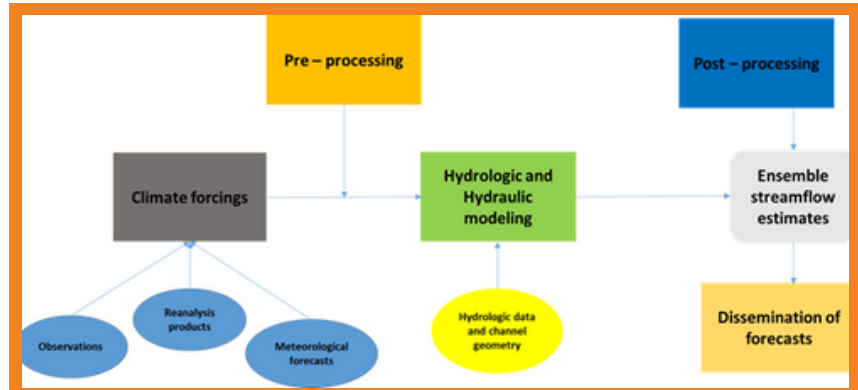 Pre – processing
Post – processing
Climate forcings
Hydrologic and
Hydraulic
modeling
Ensemble
streamflow
estimates
Observations
Reanalysis
products
Meteorological
forecasts
Hydrologic data
and channel
geometry
Dissemination of
forecasts